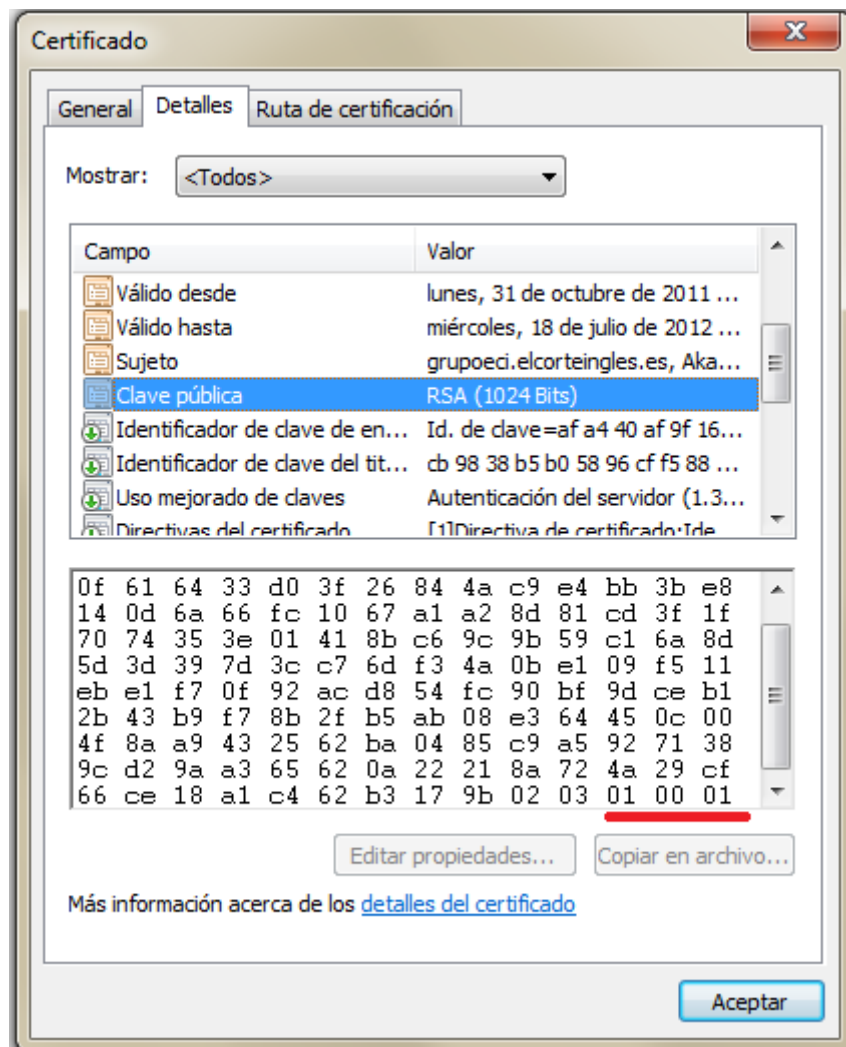 Certificado
General Detalles Ruta de certificación
Mostrar: <Todos>
Campo Valor
Válido desde lunes, 31 de octubre de 2011 ...
Válido hasta miércoles, 18 de julio de 2012 ...
Sujeto grupoeci.elcorteingles.es, Aka...
Clave pública RSA (1024 Bits)
Identificador de clave de en... Id. de clave=af a4 40 af 9f 16...
Identificador de clave del tit... cb 98 38 b5 b0 58 96 cf f5 88 ...
Uso mejorado de claves Autenticación del servidor (1.3...
Directivas del certificado [1]Directiva de certificado:Ide
0f 61 64 33 d0 3f 26 84 4a c9 e4 bb 3b e8
14 0d 6a 66 fc 10 67 a1 a2 8d 81 cd 3f 1f
70 74 35 3e 01 41 8b c6 9c 9b 59 c1 6a 8d
5d 3d 39 7d 3c c7 6d f3 4a 0b e1 09 f5 11
eb e1 f7 0f 92 ac d8 54 fc 90 bf 9d ce b1
2b 43 b9 f7 8b 2f b5 ab 08 e3 64 45 0c 00
4f 8a a9 43 25 62 ba 04 85 c9 a5 92 71 38
9c d2 9a a3 65 62 0a 22 21 8a 72 4a 29 cf
66 ce 18 a1 c4 62 b3 17 9b 02 03 01 00 01
Editar propiedades... Copiar en archivo...
Más información acerca de los detalles del certificado
Aceptar